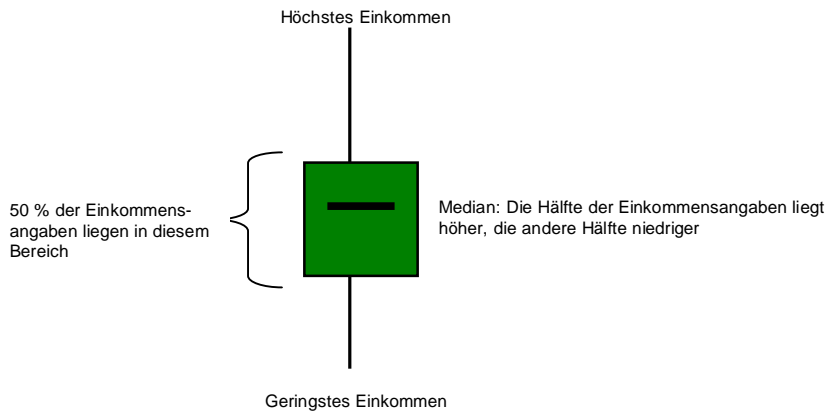 Höchstes Einkommen
50 % der Einkommens-
angaben liegen in diesem
Bereich
Median: Die Hälfte der Einkommensangaben liegt
höher, die andere Hälfte niedriger
Geringstes Einkommen